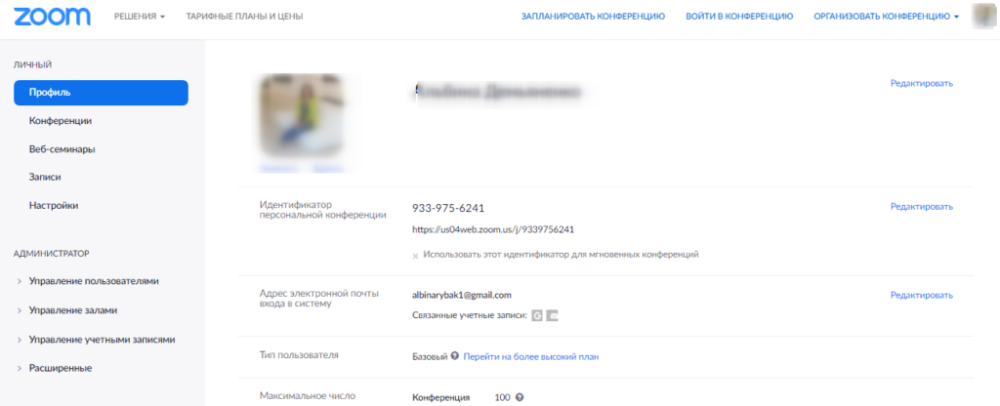 zoom
РЕШЕНИЯ
ТАРИФНЫЕ ПЛАНЫ И ЦЕНЫ
ЗАПЛАНИРОВАТЬ КОНФЕРЕНЦИЮ
ВОЙТИ В КОНФЕРЕНЦИЮ
ОРГАНИЗОВАТЬ КОНФЕРЕНЦИЮ
ЛИЧНЫЙ
Профиль
Конференции
Веб-семинары
Записи
Настройки
АДМИНИСТРАТОР
Управление пользователями
Управление залами
Управление учетными записями
Расширенные
Редактировать
Идентификатор
персональной конференции
933-975-6241
https://us04web.zoom.us/j/9339756241
× Использовать этот идентификатор для мгновенных конференций
Редактировать
Адрес электронной почты
входа в систему
albinarybak1@gmail.com
Связанные учетные записи:
Редактировать
Тип пользователя
Базовый
Перейти на более высокий план
Максимальное число
Конференция
100